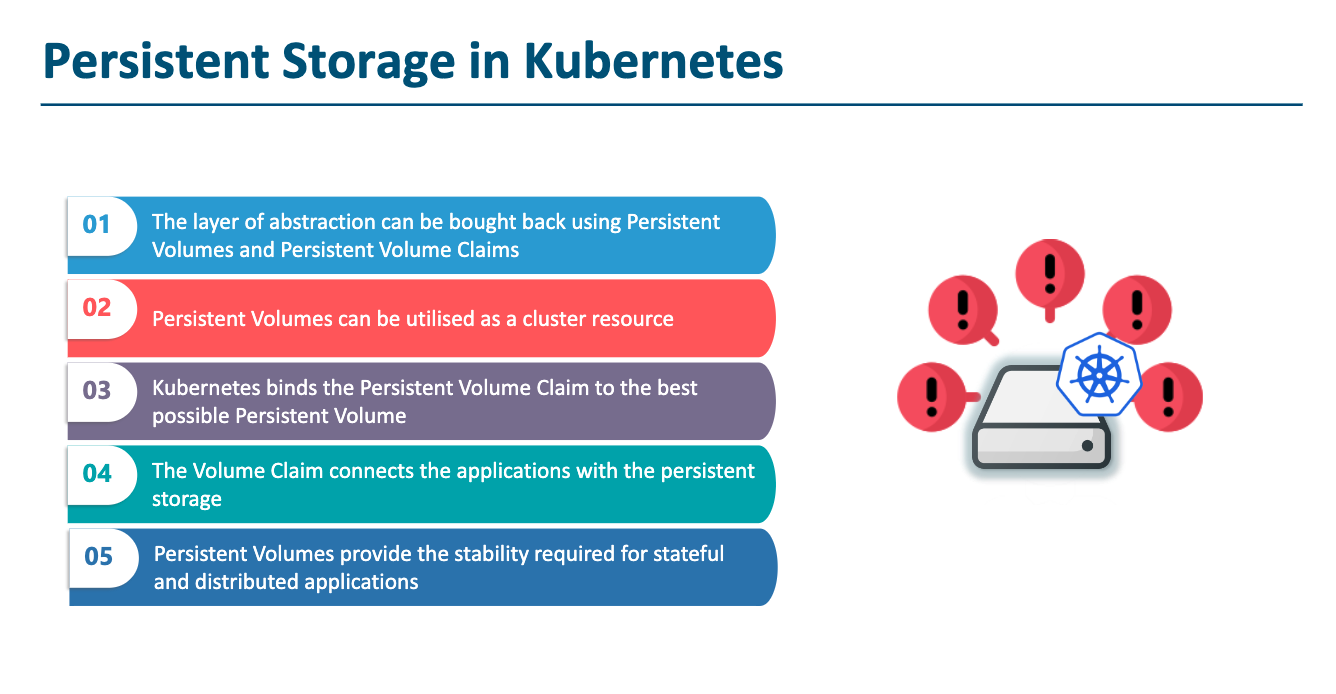 Persistent Storage in Kubernetes
01
The layer of abstraction can be bought back using Persistent
Volumes and Persistent Volume Claims
02
Persistent Volumes can be utilised as a cluster resource
03
Kubernetes binds the Persistent Volume Claim to the best
possible Persistent Volume
04
The Volume Claim connects the applications with the persistent
storage
05
Persistent Volumes provide the stability required for stateful
and distributed applications